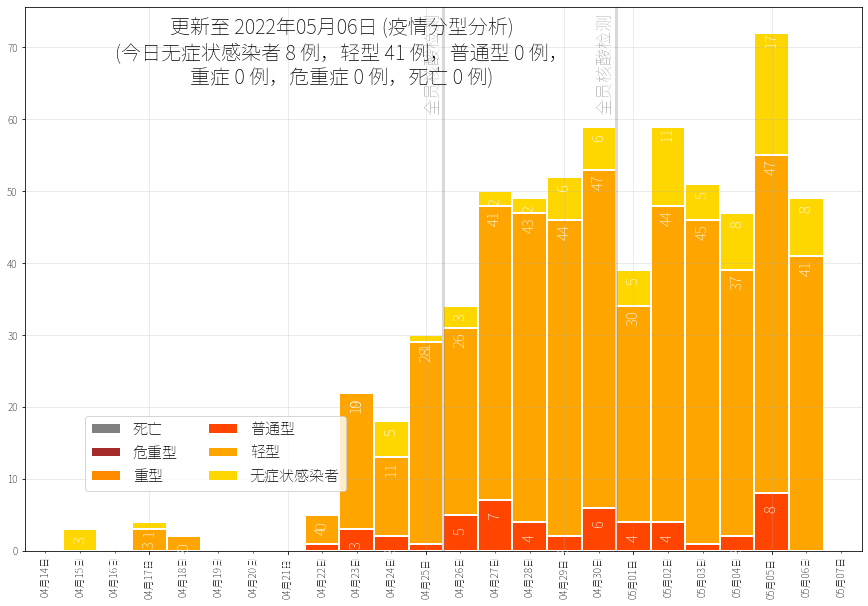 更新至 2022年05月06日 (疫情分型分析)
(今日无症状感染者 8 例，轻型 41 例，普通型 0 例，
重症 0 例，危重症 0 例，死亡 0 例)
全员核酸检测
全员核酸检测
70
60
50
40
30
20
10
0
17
6
11
47
47
6
5
8
8
2
2
41
43
44
44
45
41
3
5
37
1
28
26
30
19
5
11
3
3
1
0
4
0
3
5
7
4
6
4
4
8
死亡
普通型
危重型
轻型
重型
无症状感染者
04月14日
04月15日
04月16日
04月17日
04月18日
04月19日
04月20日
04月21日
04月22日
04月23日
04月24日
04月25日
04月26日
04月27日
04月28日
04月29日
04月30日
05月01日
05月02日
05月03日
05月04日
05月05日
05月06日
05月07日